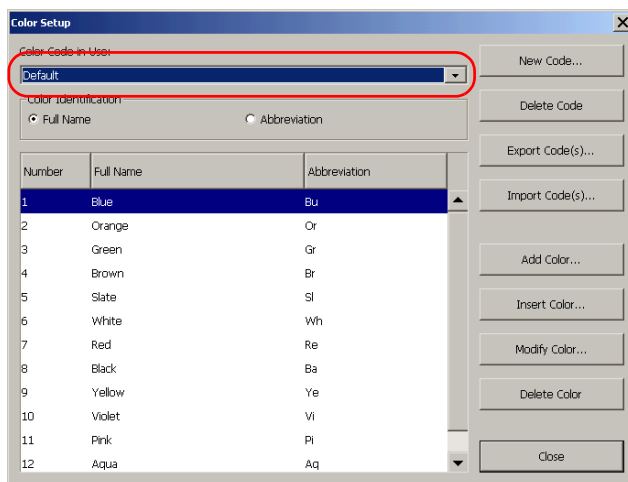 Color Setup
Color Code in Use:
Default
Color Identification
Full Name
Abbreviation
Number Full Name Abbreviation
1 Blue Bu
2 Orange Or
3 Green Gr
4 Brown Br
5 Slate Sl
6 White Wh
7 Red Re
8 Black Ba
9 Yellow Ye
10 Violet Vi
11 Pink Pi
12 Aqua Aq
New Code...
Delete Code
Export Code(s)...
Import Code(s)...
Add Color...
Insert Color...
Modify Color...
Delete Color
Close